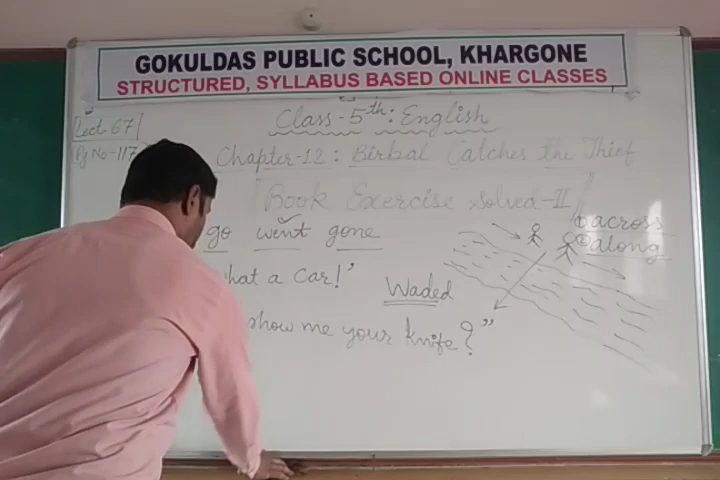 GOKULDAS PUBLIC SCHOOL, KHARGONE
STRUCTURED, SYLLABUS BASED ONLINE CLASSES
Lect-67
Class-5th: English
Pg No-117
Chapter-12: Birbal Catches the Thief
Book Exercise Solved-II
go went gone
① across
② along
hat a car!'
Waded
show me your knife?"